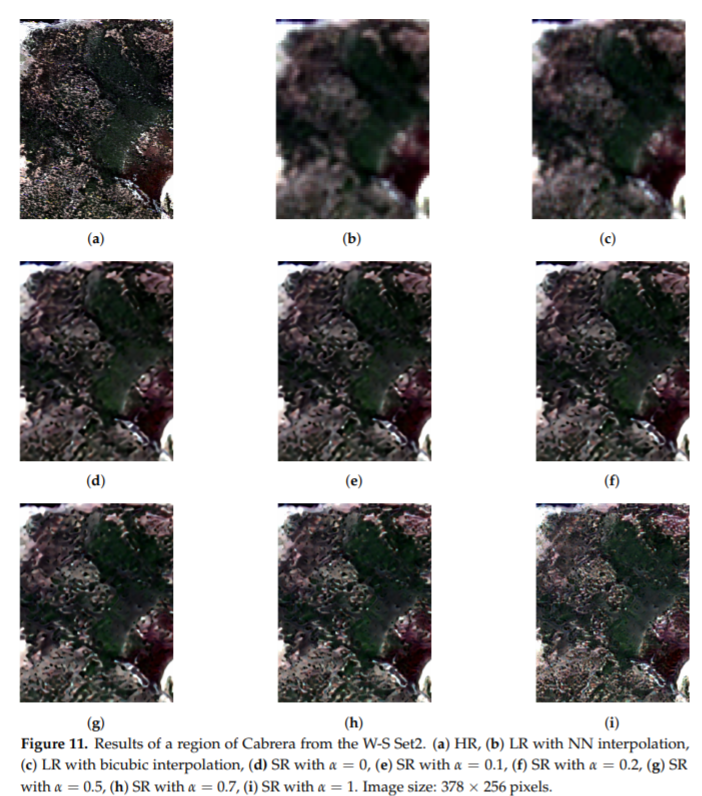 (a)
(b)
(c)
(d)
(e)
(f)
(g)
(h)
(i)
Figure 11. Results of a region of Cabrera from the W-S Set2. (a) HR, (b) LR with NN interpolation,
(c) LR with bicubic interpolation, (d) SR with α = 0, (e) SR with α = 0.1, (f) SR with α = 0.2, (g) SR
with α = 0.5, (h) SR with α = 0.7, (i) SR with α = 1. Image size: 378 × 256 pixels.